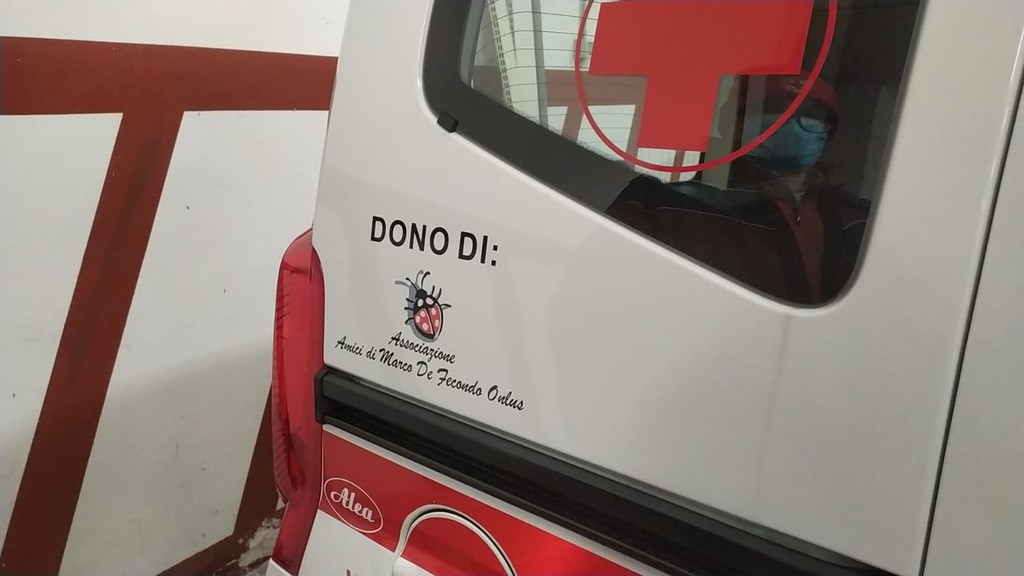 DONO DI:
Associazione
Amici di Marco De Fecondo Onlus
Alea